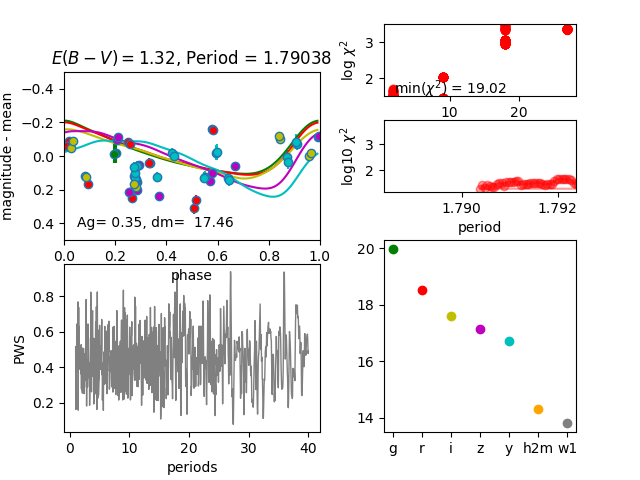 E(B − V) = 1.32, Period = 1.79038
magnitude - mean
−0.4
−0.2
0.0
0.2
0.4
Ag= 0.35, dm=  17.46
0.0 0.2 0.4 0.6 0.8 1.0
phase
log χ²
3
2
min(χ²) = 19.02
10 20
log10 χ²
3
2
1.790 1.792
period
PWS
0.8
0.6
0.4
0.2
0 10 20 30 40
periods
20
18
16
14
g r i z y h2m w1